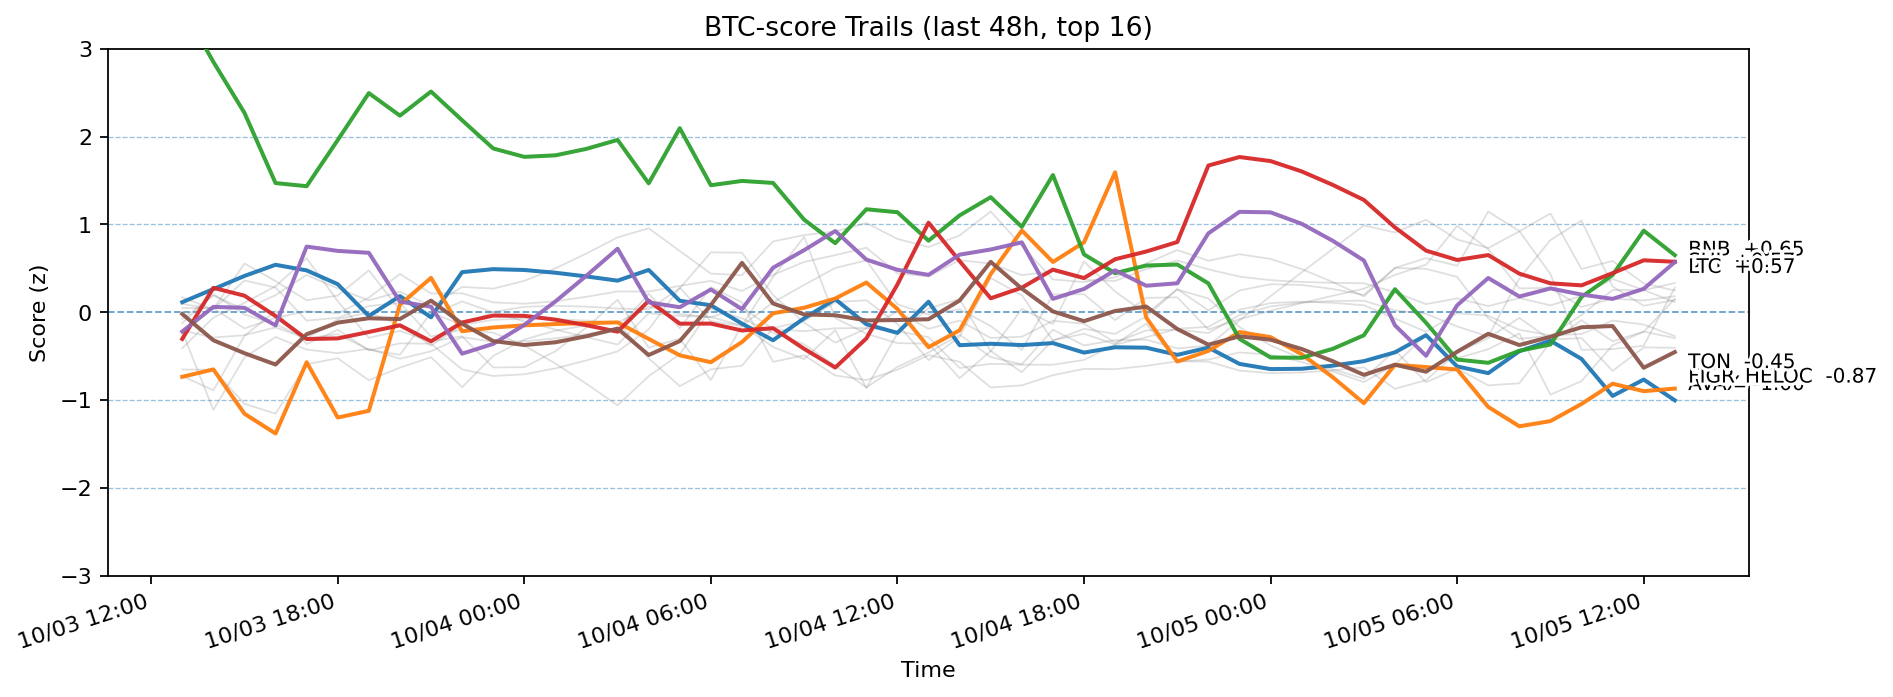 BTC-score Trails (last 48h, top 16)
Score (z)
3
2
1
0
−1
−2
−3
BNB +0.65
LTC +0:57
TON -0.45
HELOC -0.87
10/03 12:00
10/03 18:00
10/04 00:00
10/04 06:00
10/04 12:00
10/04 18:00
10/05 00:00
10/05 06:00
10/05 12:00
Time